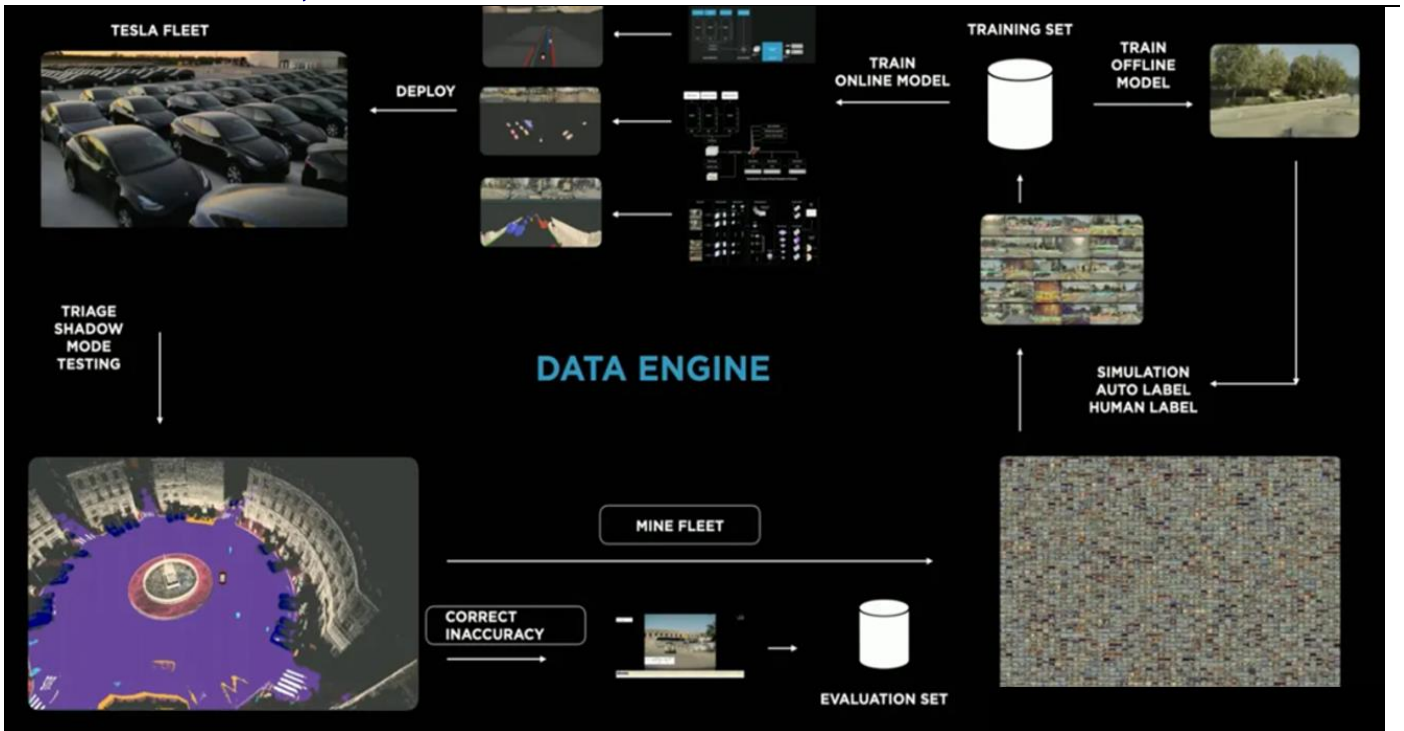 TESLA FLEET
DEPLOY
TRAIN
ONLINE MODEL
TRAINING SET
TRAIN
OFFLINE
MODEL
TRIAGE
SHADOW
MODE
TESTING
DATA ENGINE
SIMULATION
AUTO LABEL
HUMAN LABEL
MINE FLEET
CORRECT
INACCURACY
EVALUATION SET